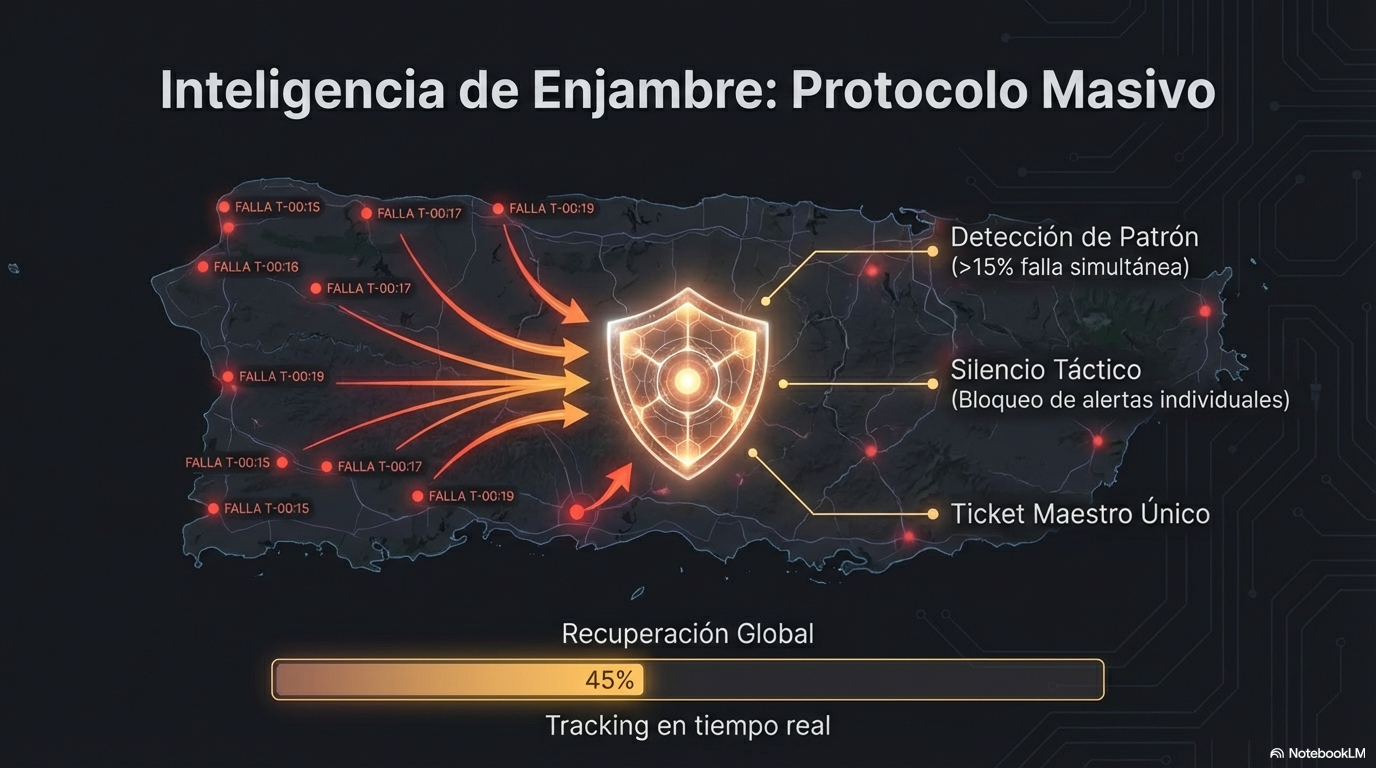 Inteligencia de Enjambre: Protocolo Masivo
FALLA T-00:15
FALLA T-00:17
FALLA T-00:19
FALLA T-00:16
FALLA T-00:17
FALLA T-00:19
FALLA T-00:15
FALLA T-00:17
FALLA T-00:19
FALLA T-00:15
Detección de Patrón
(>15% falla simultánea)
Silencio Táctico
(Bloqueo de alertas individuales)
Ticket Maestro Único
Recuperación Global
45%
Tracking en tiempo real
NotebookLM